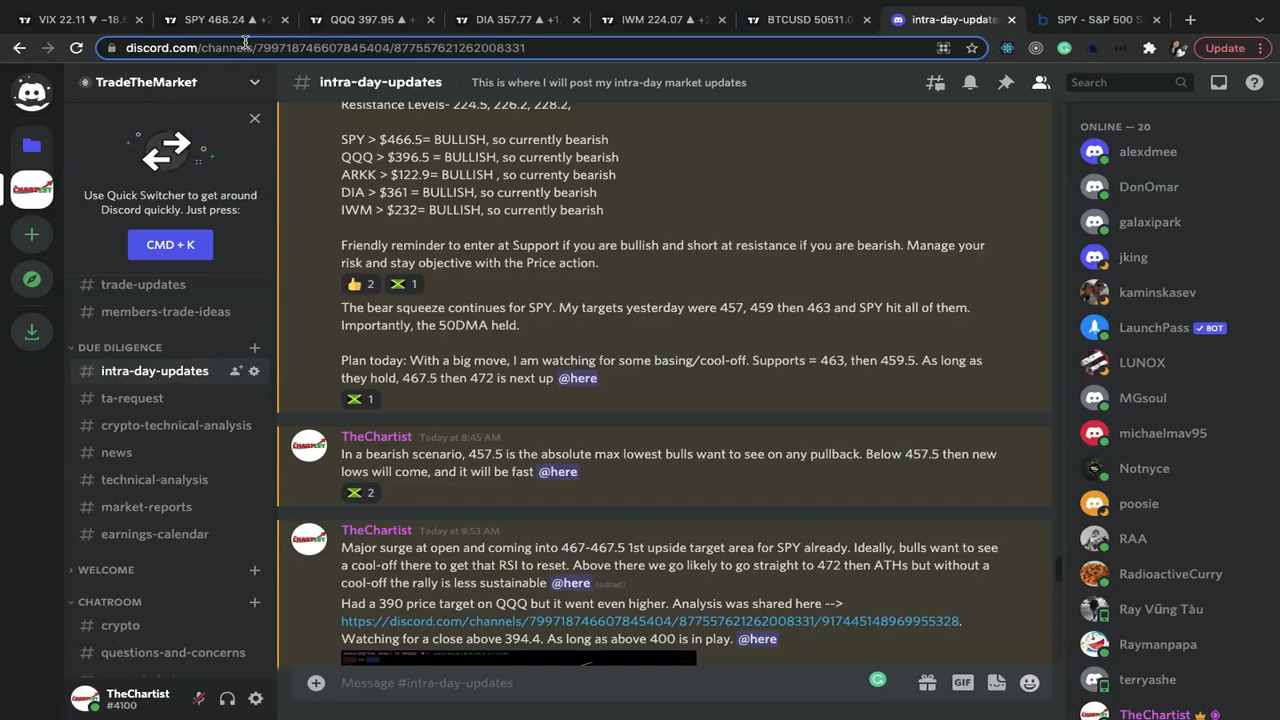 VIX 22.11 ▼ −18.6
SPY 468.24 ▲ +2
QQQ 397.95 ▲ +
DIA 357.77 ▲ +1.
IWM 224.07 ▲ +2
BTCUSD 50511.0
intra-day-update
SPY - S&P 500 S
discord.com/channels/799718746607845404/877557621262008331
Update
TradeTheMarket
# intra-day-updates
This is where I will post my intra-day market updates
Search
Use Quick Switcher to get around
Discord quickly. Just press:
CMD + K
# trade-updates
# members-trade-ideas
DUE DILIGENCE
# intra-day-updates
# ta-request
# crypto-technical-analysis
# news
# technical-analysis
# market-reports
# earnings-calendar
WELCOME
CHATROOM
# crypto
# questions-and-concerns
TheChartist
#4100
Resistance Levels- 224.5, 226.2, 228.2,
SPY > $466.5= BULLISH, so currently bearish
QQQ > $396.5 = BULLISH, so currently bearish
ARKK > $122.9= BULLISH , so currenty bearish
DIA > $361 = BULLISH, so currently bearish
IWM > $232= BULLISH, so currently bearish
Friendly reminder to enter at Support if you are bullish and short at resistance if you are bearish. Manage your
risk and stay objective with the Price action.
2
1
The bear squeeze continues for SPY. My targets yesterday were 457, 459 then 463 and SPY hit all of them.
Importantly, the 50DMA held.
Plan today: With a big move, I am watching for some basing/cool-off. Supports = 463, then 459.5. As long as
they hold, 467.5 then 472 is next up @here
1
TheChartist Today at 8:45 AM
In a bearish scenario, 457.5 is the absolute max lowest bulls want to see on any pullback. Below 457.5 then new
lows will come, and it will be fast @here
2
TheChartist Today at 9:53 AM
Major surge at open and coming into 467-467.5 1st upside target area for SPY already. Ideally, bulls want to see
a cool-off there to get that RSI to reset. Above there we go likely to go straight to 472 then ATHs but without a
cool-off the rally is less sustainable @here (edited)
Had a 390 price target on QQQ but it went even higher. Analysis was shared here -->
https://discord.com/channels/799718746607845404/877557621262008331/917445148969955328.
Watching for a close above 394.4. As long as above 400 is in play. @here
Message #intra-day-updates
GIF
ONLINE — 20
alexdmee
DonOmar
galaxipark
jking
kaminskasev
LaunchPass BOT
LUNOX
MGsoul
michaelmav95
Notnyce
poosie
RAA
RadioactiveCurry
Ray Vũng Tàu
Raymanpapa
terryashe
TheChartist